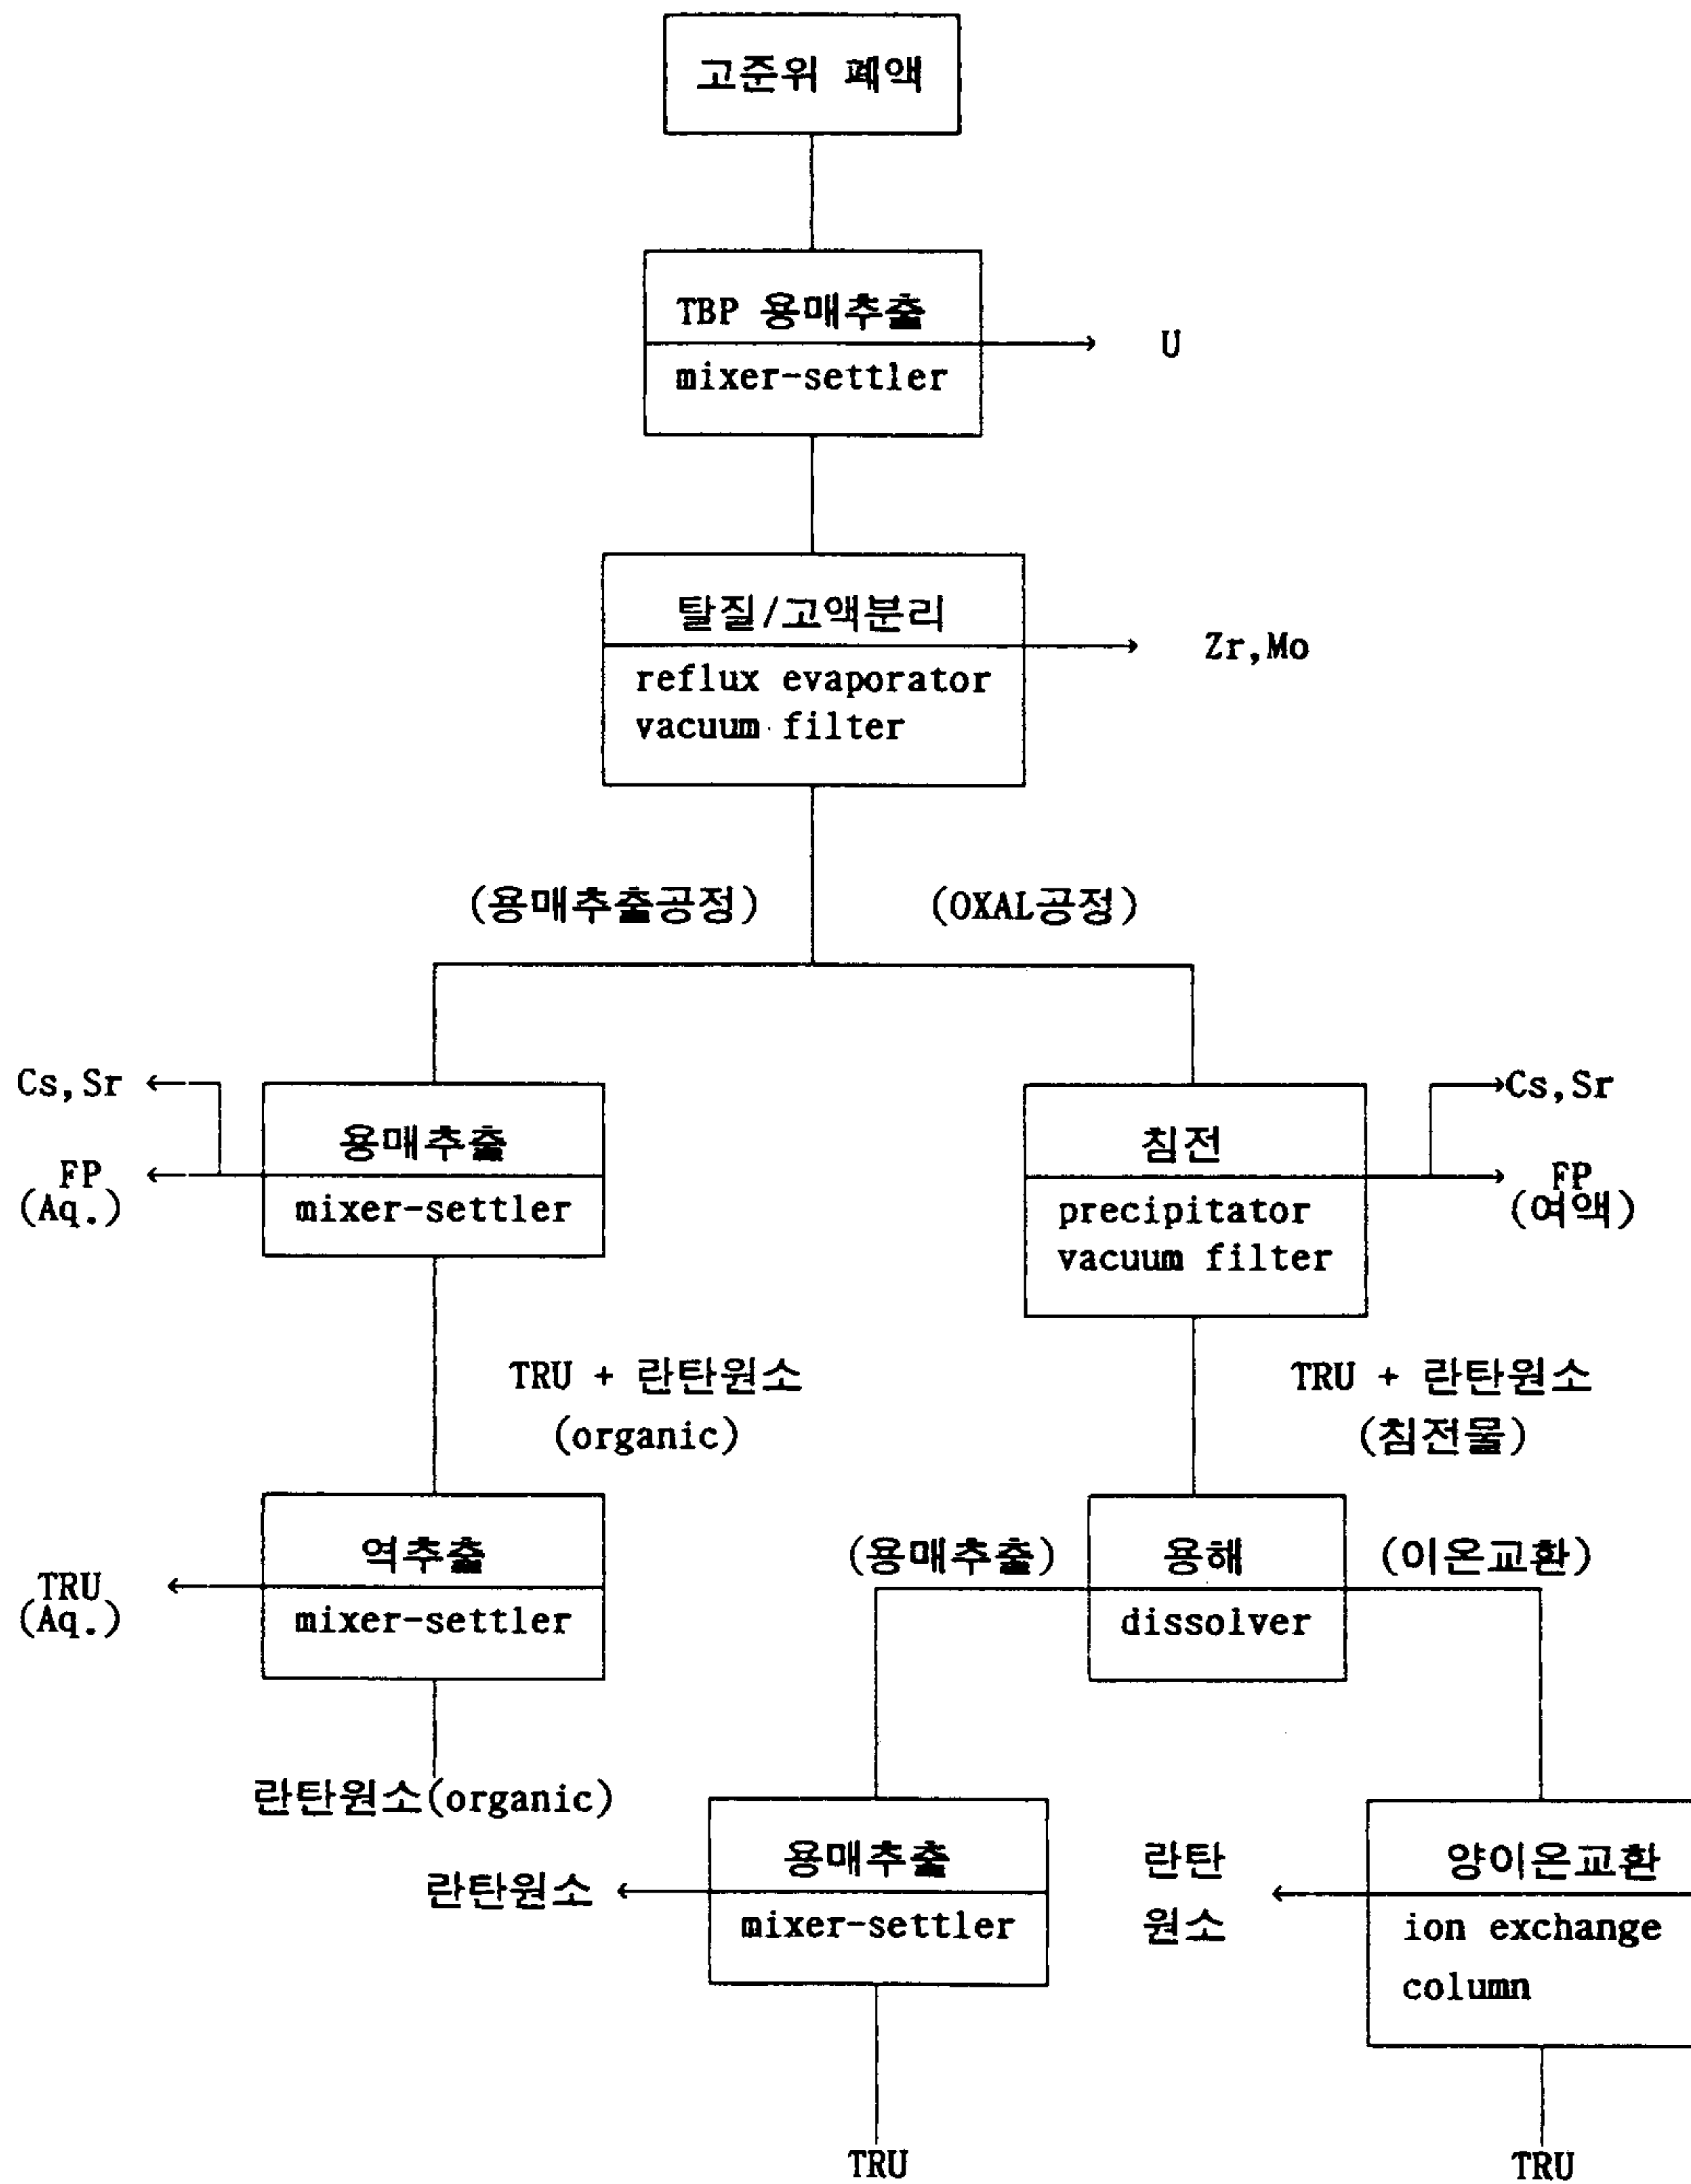 고준위 폐액
TBP 용매추출
U
mixer-settler
탈질/고액분리
Zr,Mo
reflux evaporator
vacuum filter
(용매추출공정)
(OXAL공정)
Cs,Sr
Cs,Sr
용매추출
침전
FP
(Aq.)
mixer-settler
FP
(여액)
precipitator
vacuum filter
TRU + 란탄원소
(organic)
TRU + 란탄원소
(침전물)
역추출
(용매추출)
용해
(이온교환)
TRU
(Aq.)
mixer-settler
dissolver
란탄원소(organic)
용매추출
란탄원소
mixer-settler
란탄
원소
양이온교환
ion exchange
column
TRU
TRU